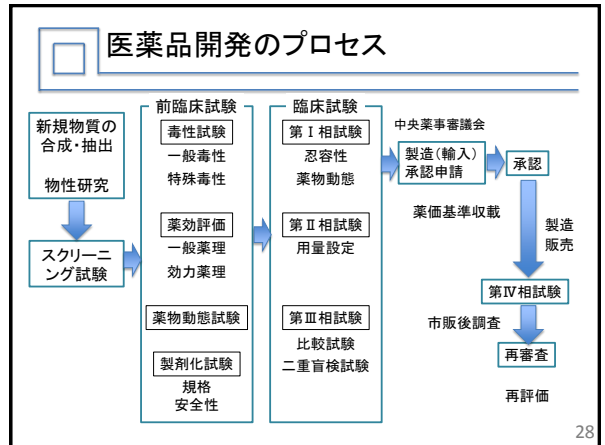 医薬品開発のプロセス
新規物質の
合成・抽出
物性研究
スクリーニ
ング試験
前臨床試験
毒性試験
一般毒性
特殊毒性
薬効評価
一般薬理
効力薬理
薬物動態試験
製剤化試験
規格
安全性
臨床試験
第Ⅰ相試験
忍容性
薬物動態
第Ⅱ相試験
用量設定
第Ⅲ相試験
比較試験
二重盲検試験
中央薬事審議会
製造(輸入)
承認申請
承認
薬価基準収載
製造
販売
第Ⅳ相試験
市販後調査
再審査
再評価
28